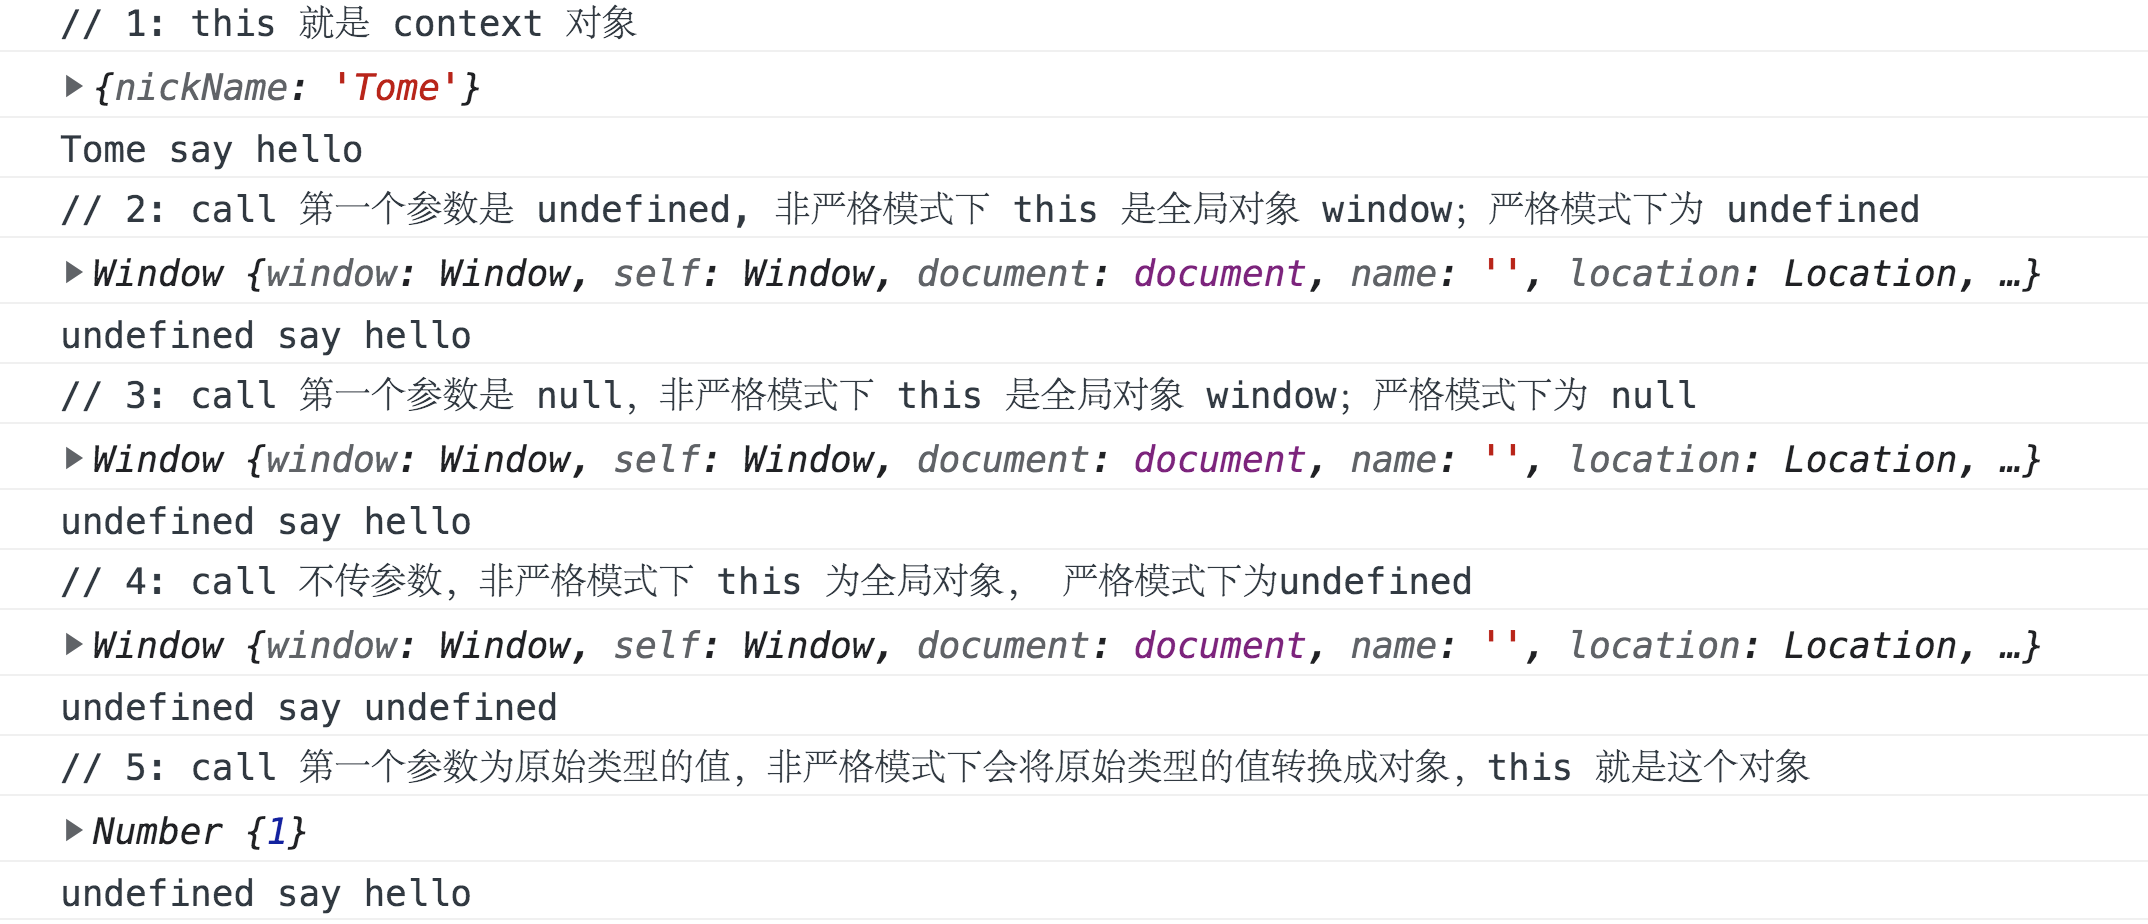 // 1: this 就是 context 对象
▶{nickName: 'Tome'}
Tome say hello
// 2: call 第一个参数是 undefined, 非严格模式下 this 是全局对象 window；严格模式下为 undefined
▶Window {window: Window, self: Window, document: document, name: '', location: Location, …}
undefined say hello
// 3: call 第一个参数是 null，非严格模式下 this 是全局对象 window；严格模式下为 null
▶Window {window: Window, self: Window, document: document, name: '', location: Location, …}
undefined say hello
// 4: call 不传参数，非严格模式下 this 为全局对象， 严格模式下为undefined
▶Window {window: Window, self: Window, document: document, name: '', location: Location, …}
undefined say undefined
// 5: call 第一个参数为原始类型的值，非严格模式下会将原始类型的值转换成对象，this 就是这个对象
▶Number {1}
undefined say hello